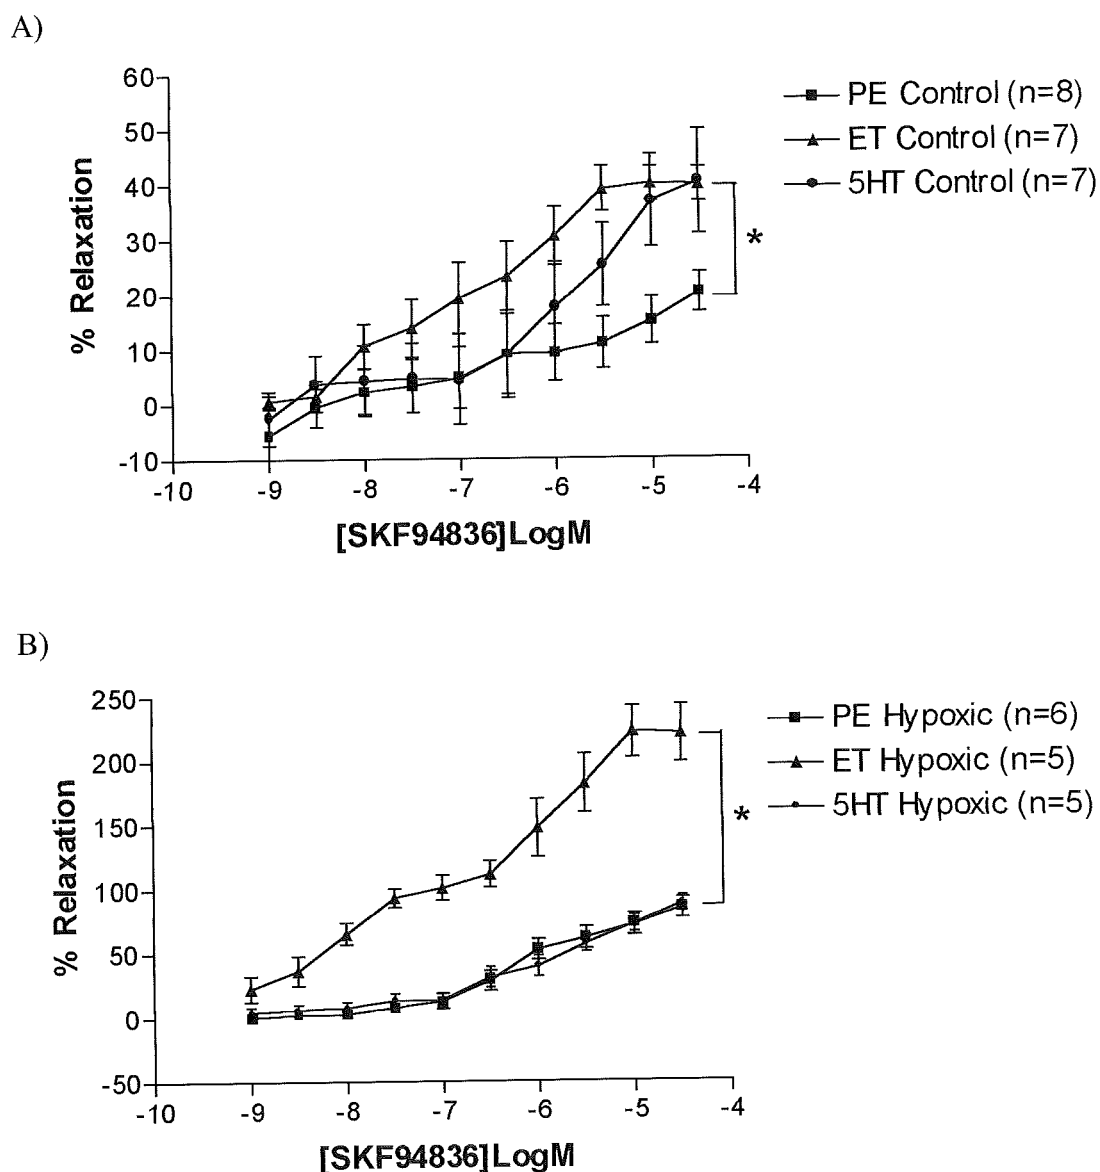 A)
60
50
40
30
20
10
0
-10
-10 -9 -8 -7 -6 -5 -4
% Relaxation
[SKF94836]LogM
PE Control (n=8)
ET Control (n=7)
5HT Control (n=7)
*
B)
250
200
150
100
50
0
-50
-10 -9 -8 -7 -6 -5 -4
% Relaxation
[SKF94836]LogM
PE Hypoxic (n=6)
ET Hypoxic (n=5)
5HT Hypoxic (n=5)
*